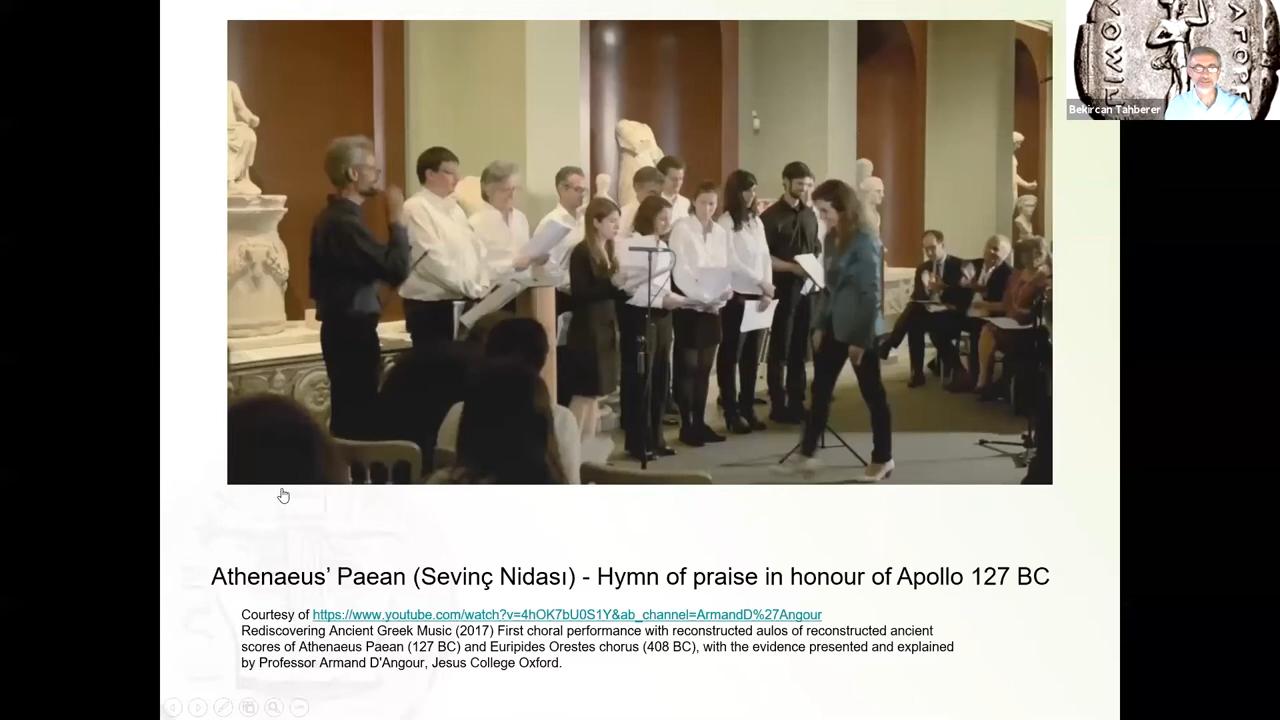 Bekircan Tahberer
Athenaeus’ Paean (Sevinç Nidası) - Hymn of praise in honour of Apollo 127 BC
Courtesy of https://www.youtube.com/watch?v=4hOK7bU0S1Y&ab_channel=ArmandD%27Angour
Rediscovering Ancient Greek Music (2017) First choral performance with reconstructed aulos of reconstructed ancient
scores of Athenaeus Paean (127 BC) and Euripides Orestes chorus (408 BC), with the evidence presented and explained
by Professor Armand D'Angour, Jesus College Oxford.